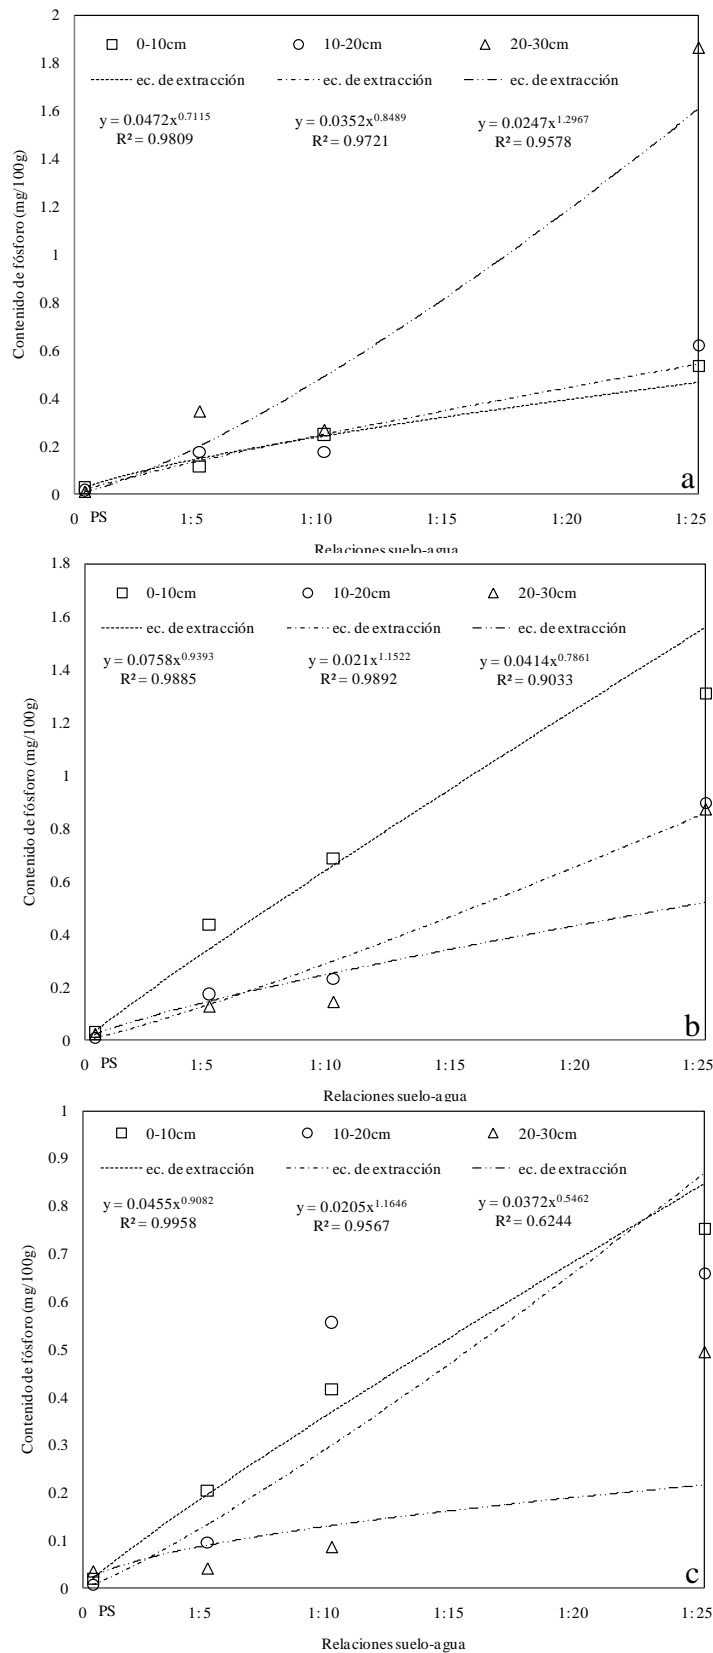 2
1.8
1.6
1.4
1.2
1
0.8
0.6
0.4
0.2
0
Contenido de fósforo (mg/100g)
0-10cm 10-20cm 20-30cm
ec. de extracción ec. de extracción ec. de extracción
y = 0.0472x^0.7115 y = 0.0352x^0.8489 y = 0.0247x^1.2967
R² = 0.9809 R² = 0.9721 R² = 0.9578
a
0 PS 1:5 1:10 1:15 1:20 1:25
Relaciones suelo-agua
1.8
1.6
1.4
1.2
1
0.8
0.6
0.4
0.2
0
Contenido de fósforo (mg/100g)
0-10cm 10-20cm 20-30cm
ec. de extracción ec. de extracción ec. de extracción
y = 0.0758x^0.9393 y = 0.021x^1.1522 y = 0.0414x^0.7861
R² = 0.9885 R² = 0.9892 R² = 0.9033
b
0 PS 1:5 1:10 1:15 1:20 1:25
Relaciones suelo-agua
1
0.9
0.8
0.7
0.6
0.5
0.4
0.3
0.2
0.1
0
Contenido de fósforo (mg/100g)
0-10cm 10-20cm 20-30cm
ec. de extracción ec. de extracción ec. de extracción
y = 0.0455x^0.9082 y = 0.0205x^1.1646 y = 0.0372x^0.5462
R² = 0.9958 R² = 0.9567 R² = 0.6244
c
0 PS 1:5 1:10 1:15 1:20 1:25
Relaciones suelo-agua